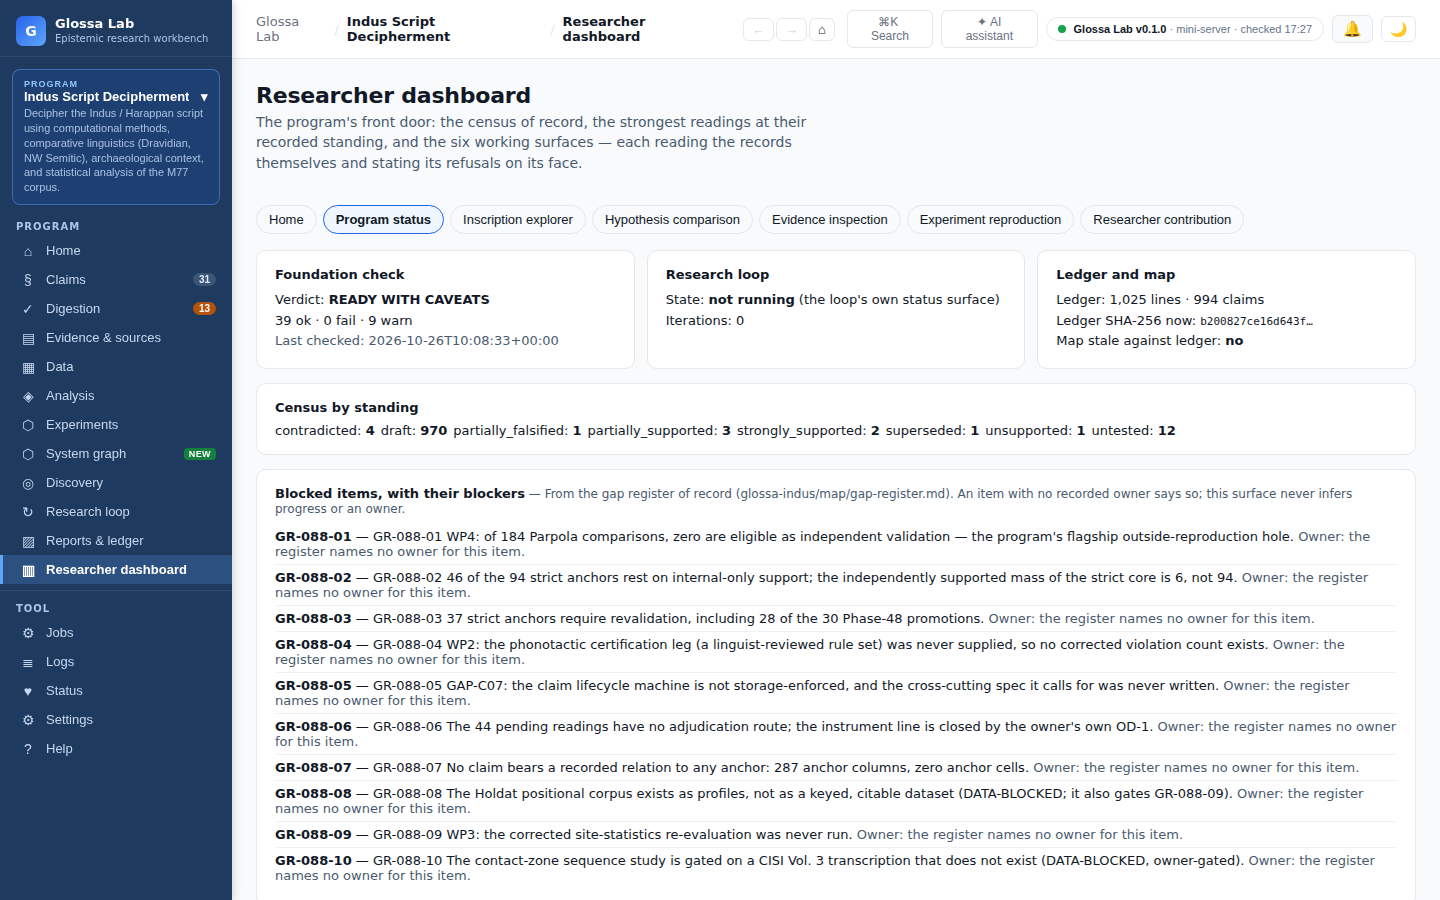 G
Glossa Lab
Epistemic research workbench
PROGRAM
Indus Script Decipherment ▼
Decipher the Indus / Harappan script
using computational methods,
comparative linguistics (Dravidian,
NW Semitic), archaeological context,
and statistical analysis of the M77
corpus.
PROGRAM
⌂ Home
§ Claims 31
✓ Digestion 13
▤ Evidence & sources
▦ Data
◈ Analysis
⬡ Experiments
⬡ System graph NEW
◎ Discovery
↻ Research loop
▨ Reports & ledger
▥ Researcher dashboard
TOOL
⚙ Jobs
≣ Logs
♥ Status
⚙ Settings
? Help
Glossa Lab / Indus Script Decipherment / Researcher dashboard
← → ⌂
⌘K Search
✦ AI assistant
Glossa Lab v0.1.0 · mini-server · checked 17:27
Researcher dashboard
The program's front door: the census of record, the strongest readings at their
recorded standing, and the six working surfaces — each reading the records
themselves and stating its refusals on its face.
Home Program status Inscription explorer Hypothesis comparison Evidence inspection Experiment reproduction Researcher contribution
Foundation check
Verdict: READY WITH CAVEATS
39 ok · 0 fail · 9 warn
Last checked: 2026-10-26T10:08:33+00:00
Research loop
State: not running (the loop's own status surface)
Iterations: 0
Ledger and map
Ledger: 1,025 lines · 994 claims
Ledger SHA-256 now: b200827ce16d643f…
Map stale against ledger: no
Census by standing
contradicted: 4 draft: 970 partially_falsified: 1 partially_supported: 3 strongly_supported: 2 superseded: 1 unsupported: 1 untested: 12
Blocked items, with their blockers — From the gap register of record (glossa-indus/map/gap-register.md). An item with no recorded owner says so; this surface never infers
progress or an owner.
GR-088-01 — GR-088-01 WP4: of 184 Parpola comparisons, zero are eligible as independent validation — the program's flagship outside-reproduction hole. Owner: the
register names no owner for this item.
GR-088-02 — GR-088-02 46 of the 94 strict anchors rest on internal-only support; the independently supported mass of the strict core is 6, not 94. Owner: the register
names no owner for this item.
GR-088-03 — GR-088-03 37 strict anchors require revalidation, including 28 of the 30 Phase-48 promotions. Owner: the register names no owner for this item.
GR-088-04 — GR-088-04 WP2: the phonotactic certification leg (a linguist-reviewed rule set) was never supplied, so no corrected violation count exists. Owner: the
register names no owner for this item.
GR-088-05 — GR-088-05 GAP-C07: the claim lifecycle machine is not storage-enforced, and the cross-cutting spec it calls for was never written. Owner: the register
names no owner for this item.
GR-088-06 — GR-088-06 The 44 pending readings have no adjudication route; the instrument line is closed by the owner's own OD-1. Owner: the register names no owner
for this item.
GR-088-07 — GR-088-07 No claim bears a recorded relation to any anchor: 287 anchor columns, zero anchor cells. Owner: the register names no owner for this item.
GR-088-08 — GR-088-08 The Holdat positional corpus exists as profiles, not as a keyed, citable dataset (DATA-BLOCKED; it also gates GR-088-09). Owner: the register
names no owner for this item.
GR-088-09 — GR-088-09 WP3: the corrected site-statistics re-evaluation was never run. Owner: the register names no owner for this item.
GR-088-10 — GR-088-10 The contact-zone sequence study is gated on a CISI Vol. 3 transcription that does not exist (DATA-BLOCKED, owner-gated). Owner: the register
names no owner for this item.